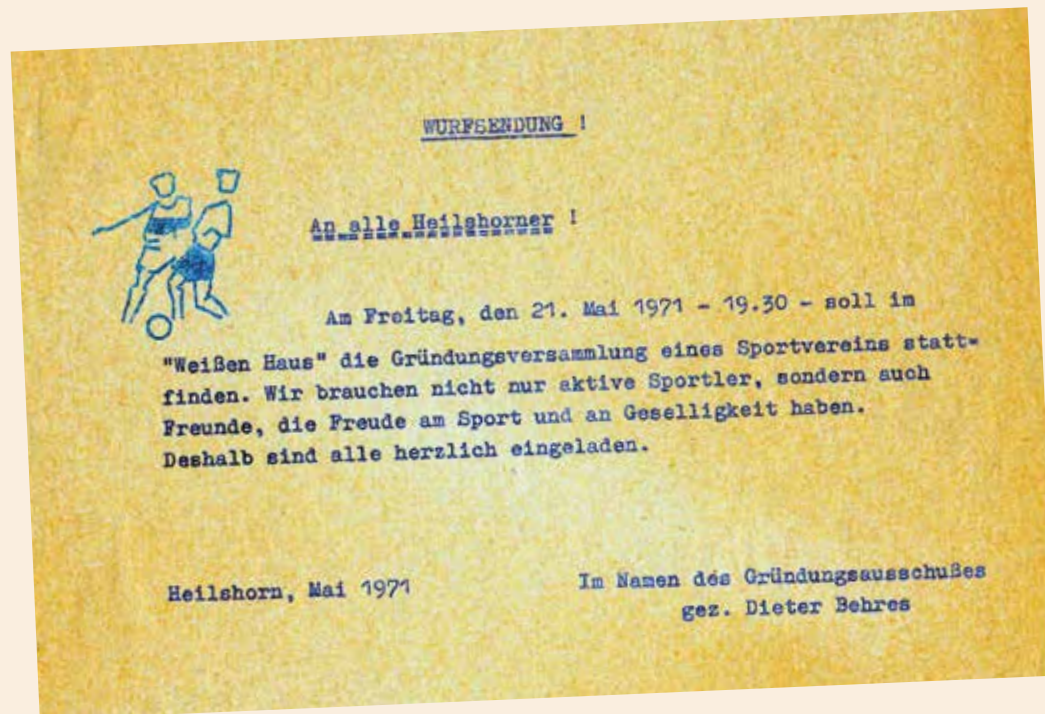 WURFSENDUNG !
An alle Heilshorner !
Am Freitag, den 21. Mai 1971 - 19.30 - soll im
"Weißen Haus" die Gründungsversammlung eines Sportvereins statt=
finden. Wir brauchen nicht nur aktive Sportler, sondern auch
Freunde, die Freude am Sport und an Geselligkeit haben.
Deshalb sind alle herzlich eingeladen.
Heilshorn, Mai 1971
Im Namen des Gründungsausschußes
gez. Dieter Behres